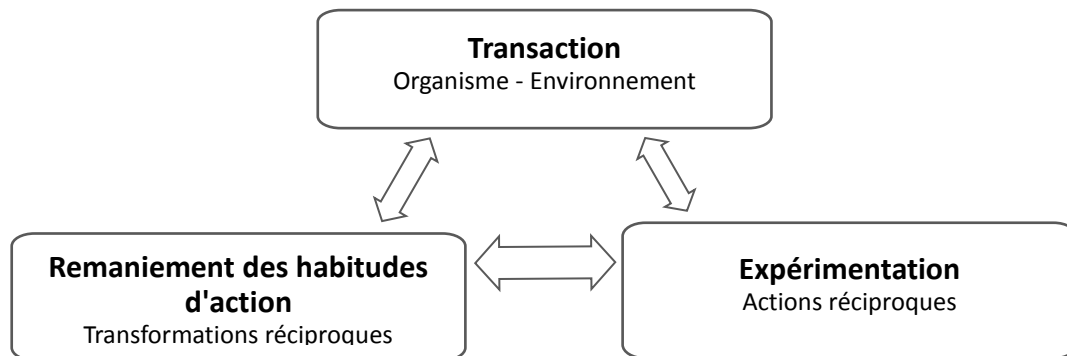 Transaction
Organisme - Environnement
Remaniement des habitudes
d'action
Transformations réciproques
Expérimentation
Actions réciproques